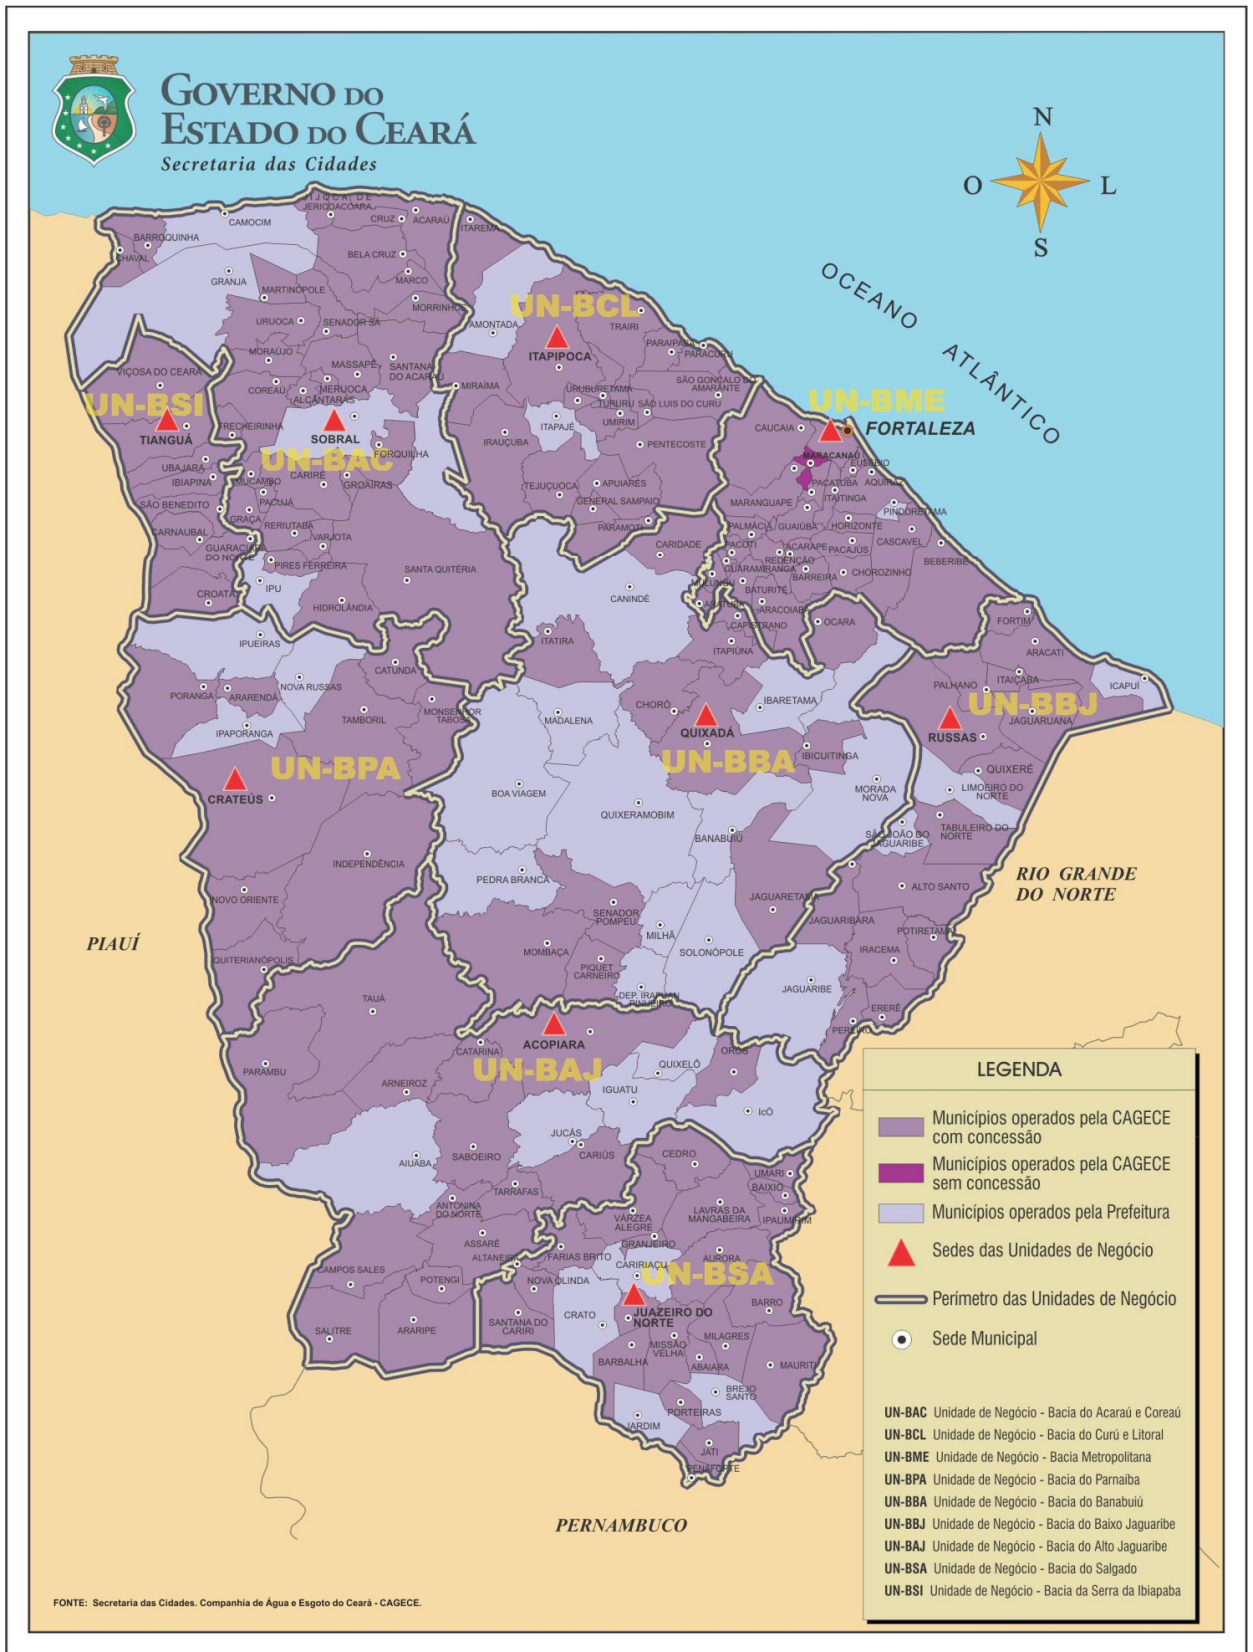 GOVERNO DO
ESTADO DO CEARÁ
Secretaria das Cidades
N
O
L
S
OCEANO ATLÂNTICO
JIJOCA DE
JERICOACOARA
CRUZ
ACARAÚ
ITAREMA
CAMOCIM
BARROQUINHA
CHAVAL
BELA CRUZ
MARCO
GRANJA
MARTINÓPOLE
MORRINHOS
URUOCA
SENADOR SÁ
AMONTADA
UN-BCL
ITAPIPOCA
TRAIRI
PARAIPABA
PARACURU
MORAÚJO
MASSAPÊ
SANTANA
DO ACARAÚ
VIÇOSA DO CEARÁ
COREAÚ
MERUOCA
ALCÂNTARAS
MIRAÍMA
URUBURETAMA
TURURU
SÃO LUIS DO CURU
SÃO GONÇALO DO
AMARANTE
UMIRIM
UN-BSI
TIANGUÁ
FRECHEIRINHA
SOBRAL
UN-BAC
FORQUILHA
ITAPAJÉ
IRAUÇUBA
PENTECOSTE
UN-BME
FORTALEZA
CAUCAIA
MARACANAÚ
EUSÉBIO
AQUIRAZ
PACATUBA
ITAITINGA
MARANGUAPE
PINDORETAMA
UBAJARA
IBIAPINA
MUCAMBO
CARIRÉ
GROAÍRAS
PACUJÁ
SÃO BENEDITO
GRAÇA
RERIUTABA
VARJOTA
CARNAUBAL
GUARACIABA
DO NORTE
PIRES FERREIRA
TEJUÇUOCA
APUIARÉS
GENERAL SAMPAIO
PARAMOTI
CARIDADE
PALMÁCIA
GUAIÚBA
HORIZONTE
CASCAVEL
BEBERIBE
PACOTI
ACARAPE
PACAJÚS
REDENÇÃO
GUARAMIRANGA
BARREIRA
CHOROZINHO
MULUNGU
BATURITÉ
ARATUBA
ARACOIABA
CAPISTRANO
OCARA
ITAPIÚNA
CROATÁ
IPU
HIDROLÂNDIA
SANTA QUITÉRIA
CANINDÉ
ITATIRA
IPUEIRAS
NOVA RUSSAS
CATUNDA
PORANGA
ARARENDÁ
TAMBORIL
MONSENHOR
TABOSA
IPAPORANGA
MADALENA
CHORÓ
QUIXADÁ
UN-BBA
IBARETAMA
IBICUITINGA
FORTIM
ARACATI
ITAIÇABA
ICAPUÍ
PALHANO
UN-BBJ
JAGUARUANA
RUSSAS
QUIXERÉ
LIMOEIRO DO
NORTE
MORADA
NOVA
TABULEIRO DO
NORTE
SÃO JOÃO DO
JAGUARIBE
UN-BPA
CRATEÚS
BOA VIAGEM
QUIXERAMOBIM
BANABUIÚ
INDEPENDÊNCIA
PEDRA BRANCA
NOVO ORIENTE
SENADOR
POMPEU
JAGUARETAMA
ALTO SANTO
JAGUARIBARA
POTIRETAMA
IRACEMA
RIO GRANDE
DO NORTE
PIAUÍ
QUITERIANÓPOLIS
MOMBAÇA
MILHÃ
SOLONÓPOLE
PIQUET
CARNEIRO
DEP. IRAPUAN
PINHEIRO
JAGUARIBE
ERERÊ
PEREIRO
TAUÁ
ACOPIARA
UN-BAJ
CATARINA
PARAMBU
ARNEIROZ
QUIXELÔ
ORÓS
IGUATU
ICÓ
JUCÁS
CARIÚS
AIUABA
SABOEIRO
CEDRO
UMARI
BAIXIO
IPAUMIRIM
TARRAFAS
ANTONINA
DO NORTE
VÁRZEA
ALEGRE
LAVRAS DA
MANGABEIRA
ASSARÉ
ALTANEIRA
FARIAS BRITO
GRANJEIRO
AURORA
CARIRIAÇU
UN-BSA
CAMPOS SALES
POTENGI
NOVA OLINDA
CRATO
JUAZEIRO DO
NORTE
BARRO
SALITRE
ARARIPE
SANTANA DO
CARIRI
MISSÃO
VELHA
MILAGRES
BARBALHA
ABAIARA
MAURITI
BREJO
SANTO
PORTEIRAS
JARDIM
JATI
PENAFORTE
PERNAMBUCO
LEGENDA
Municípios operados pela CAGECE
com concessão
Municípios operados pela CAGECE
sem concessão
Municípios operados pela Prefeitura
Sedes das Unidades de Negócio
Perímetro das Unidades de Negócio
Sede Municipal
UN-BAC Unidade de Negócio - Bacia do Acaraú e Coreaú
UN-BCL Unidade de Negócio - Bacia do Curú e Litoral
UN-BME Unidade de Negócio - Bacia Metropolitana
UN-BPA Unidade de Negócio - Bacia do Parnaíba
UN-BBA Unidade de Negócio - Bacia do Banabuiú
UN-BBJ Unidade de Negócio - Bacia do Baixo Jaguaribe
UN-BAJ Unidade de Negócio - Bacia do Alto Jaguaribe
UN-BSA Unidade de Negócio - Bacia do Salgado
UN-BSI Unidade de Negócio - Bacia da Serra da Ibiapaba
FONTE: Secretaria das Cidades. Companhia de Água e Esgoto do Ceará - CAGECE.